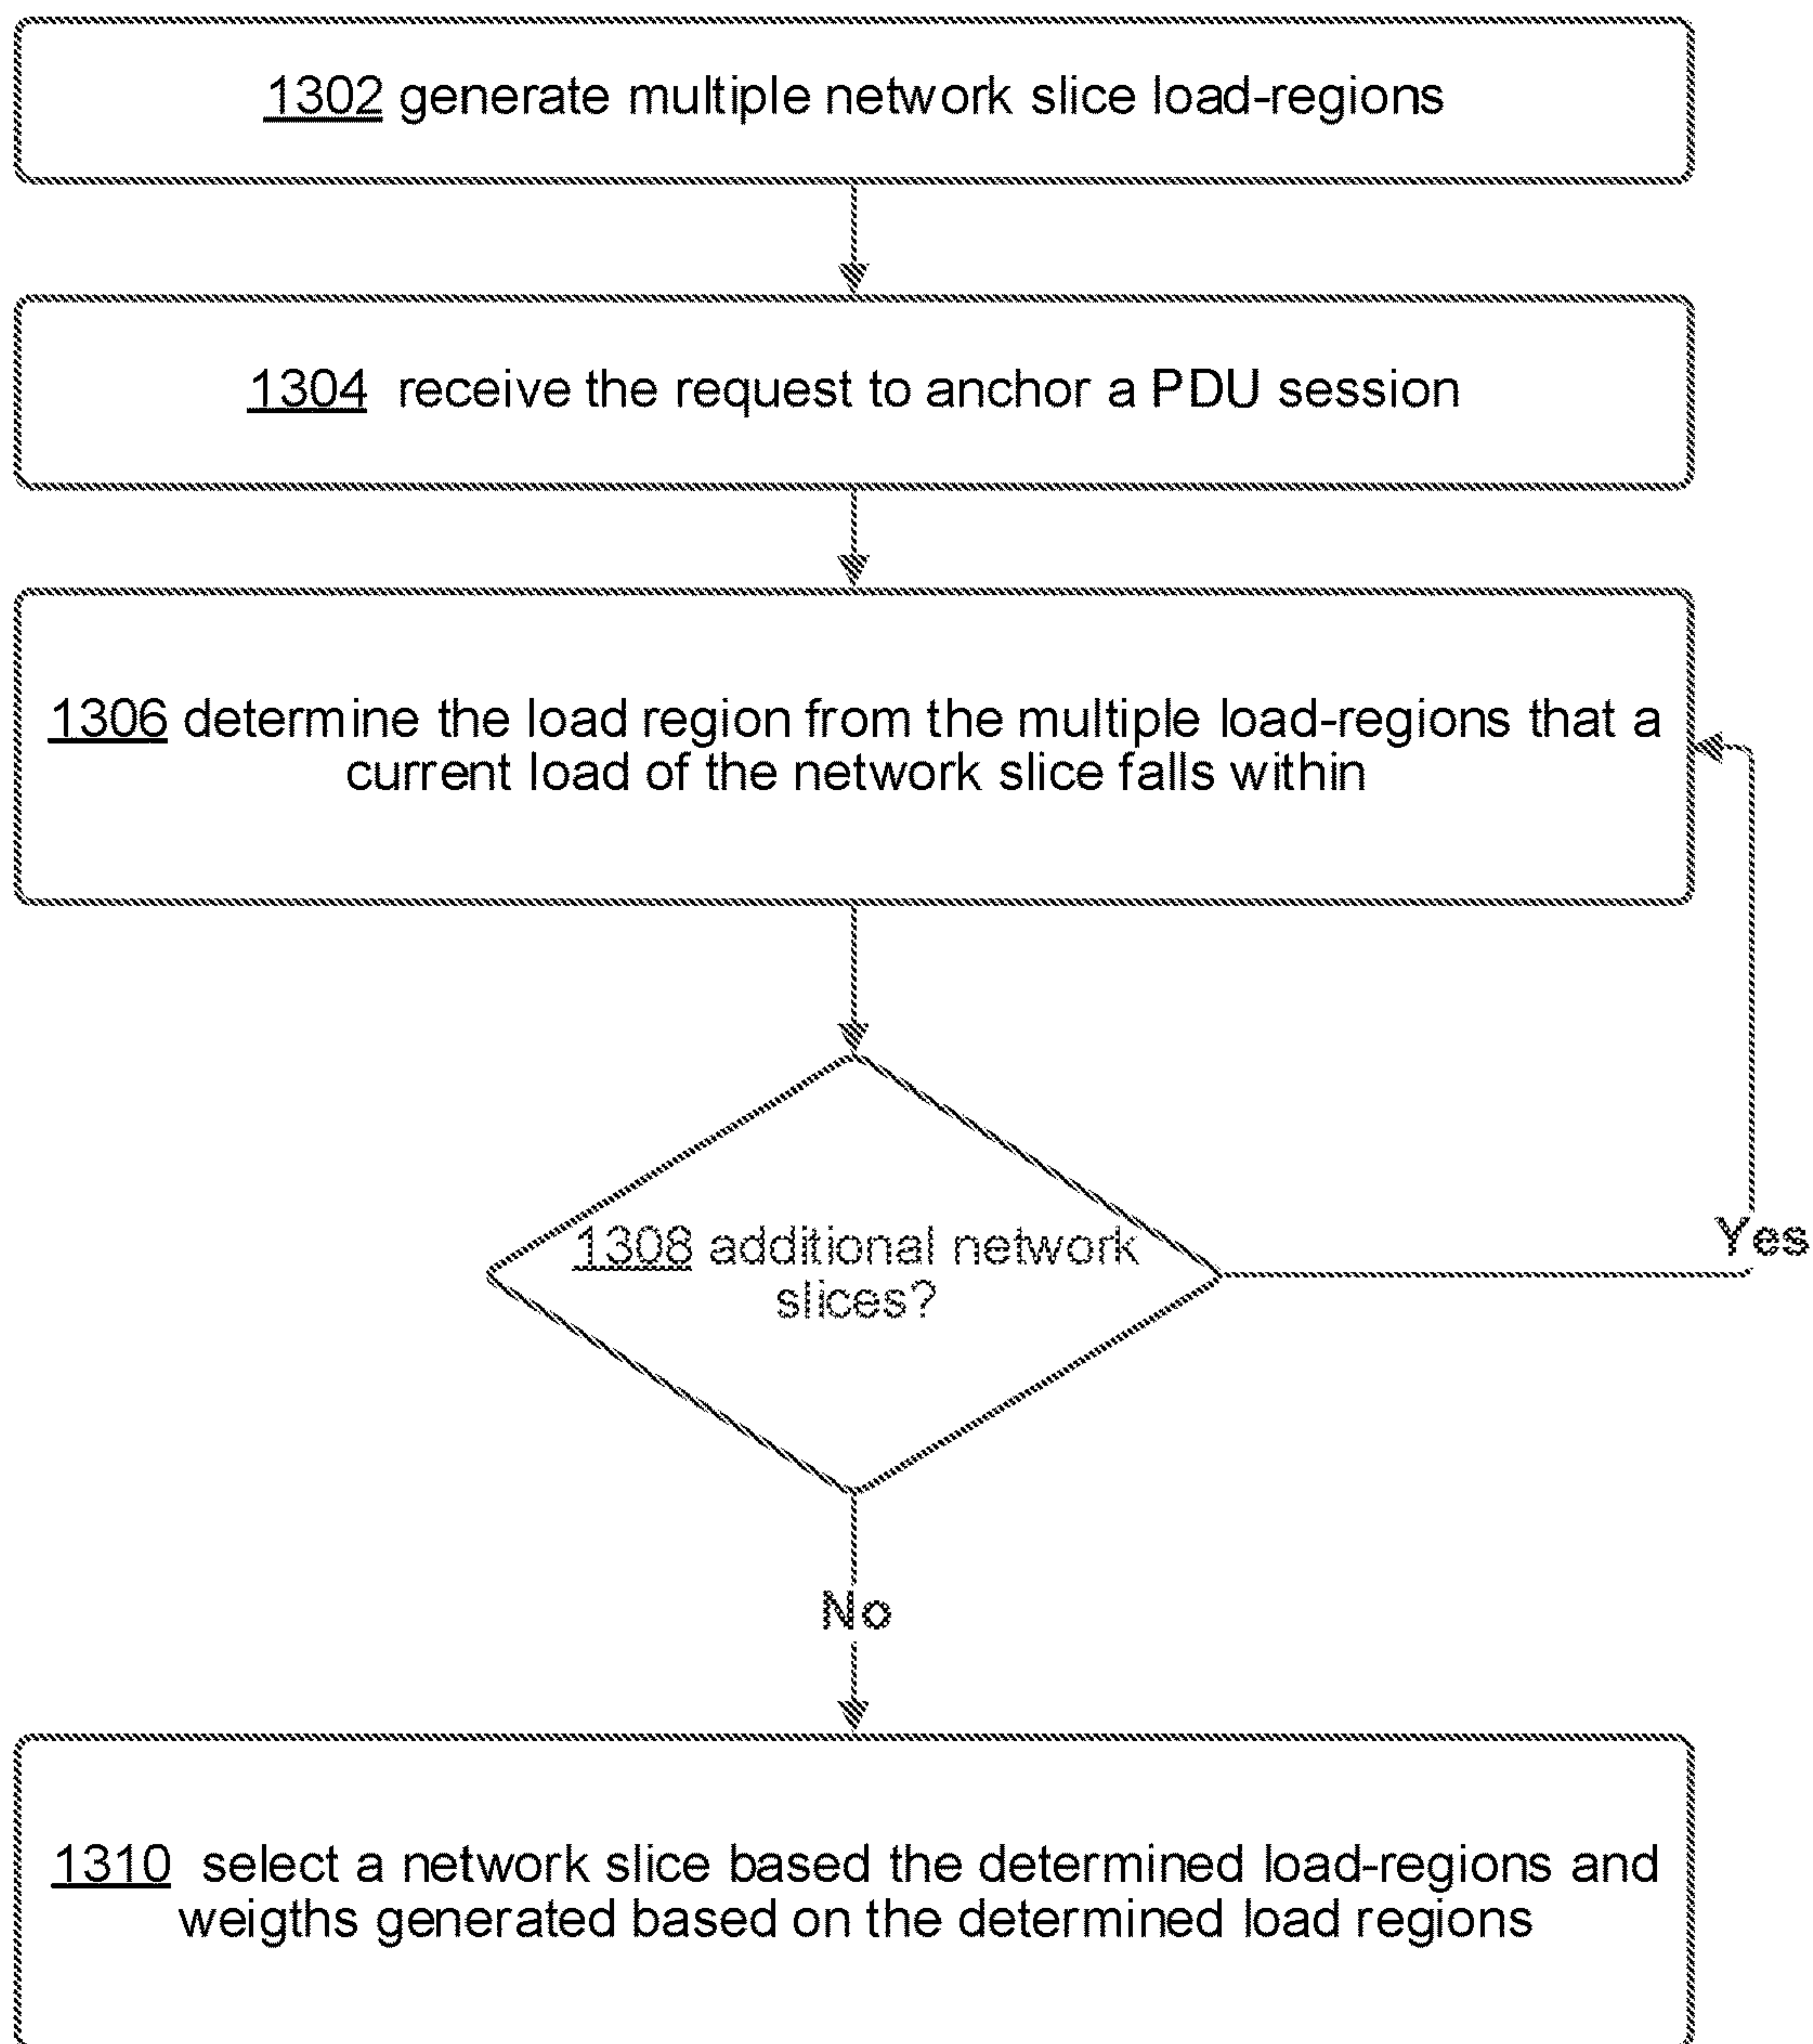 1302 generate multiple network slice load-regions
1304 receive the request to anchor a PDU session
1306 determine the load region from the multiple load-regions that a
current load of the network slice falls within
1308 additional network
slices?
Yes
No
1310 select a network slice based the determined load-regions and
weigths generated based on the determined load regions